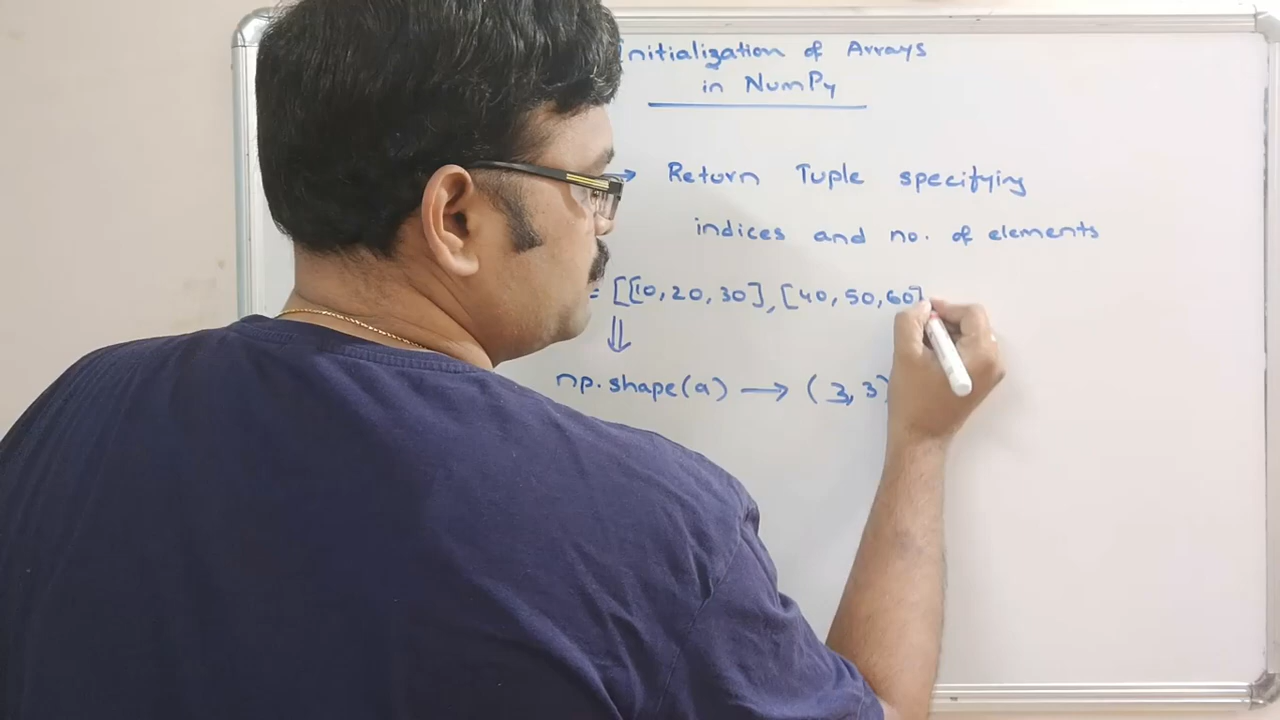 nitialization of Arrays
in NumPy
→ Return Tuple specifying
indices and no. of elements
= [[10, 20, 30], [40, 50, 60]
⇓
np.shape(a) → (3, 3)